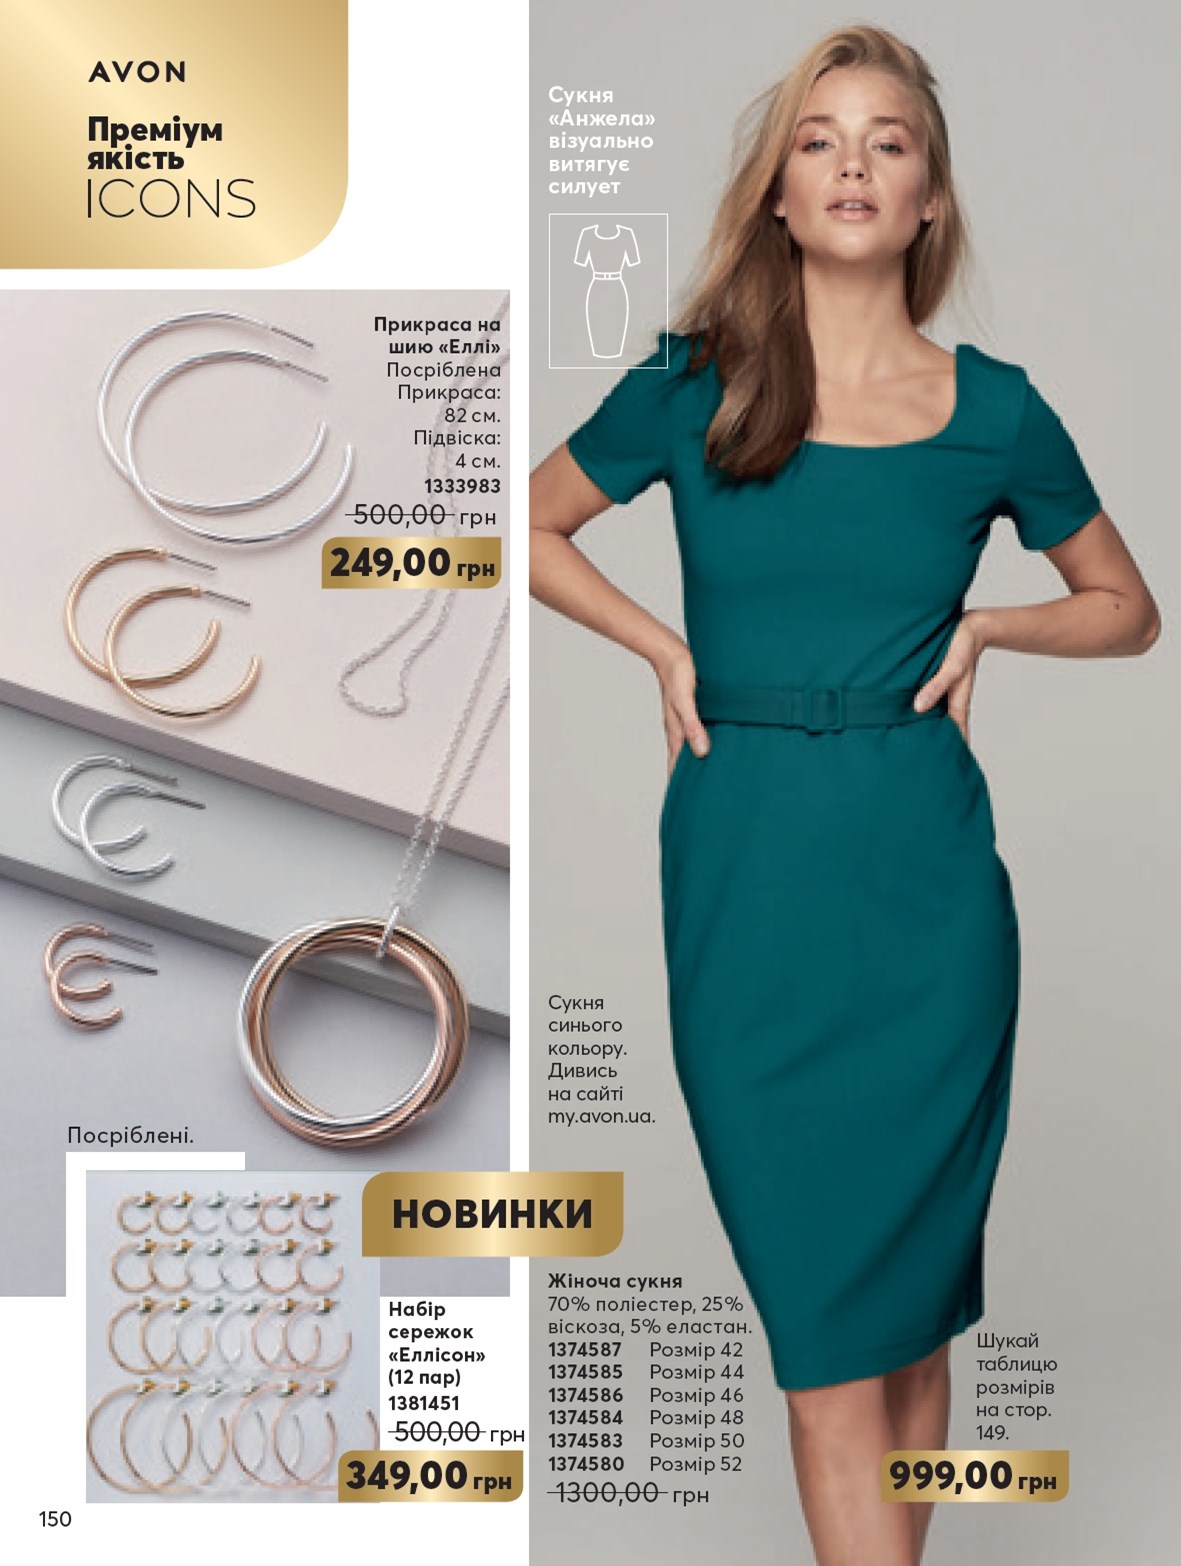 AVON
Преміум
якість
ICONS
Прикраса на
шию «Еллі»
Посріблена
Прикраса:
82 см.
Підвіска:
4 см.
1333983
500,00 грн
249,00 грн
Посріблені.
НОВИНКИ
Набір
сережок
«Еллісон»
(12 пар)
1381451
500,00 грн
349,00 грн
150
Сукня
«Анжела»
візуально
витягує
силует
Сукня
синього
кольору.
Дивись
на сайті
my.avon.ua.
Жіноча сукня
70% поліестер, 25%
віскоза, 5% еластан.
1374587 Розмір 42
1374585 Розмір 44
1374586 Розмір 46
1374584 Розмір 48
1374583 Розмір 50
1374580 Розмір 52
1300,00 грн
Шукай
таблицю
розмірів
на стор.
149.
999,00 грн